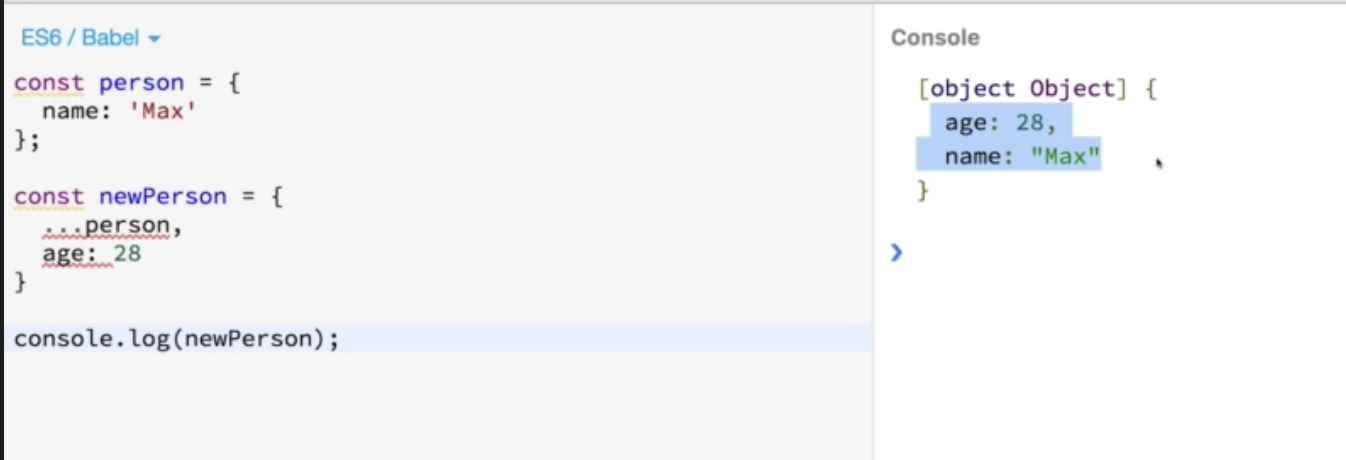 ES6 / Babel
const person = {
  name: 'Max'
};
const newPerson = {
  ...person,
  age: 28
}
console.log(newPerson);
Console
[object Object] {
  age: 28,
  name: "Max"
}
❯